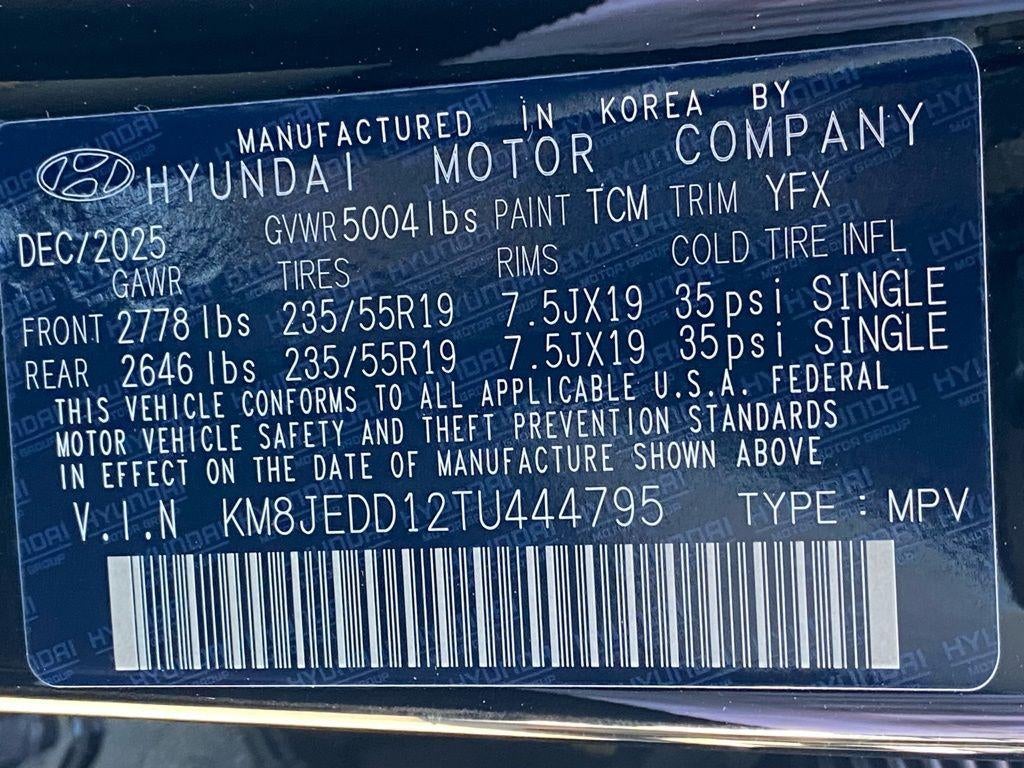 MANUFACTURED IN KOREA BY
HYUNDAI MOTOR COMPANY
DEC/2025 GVWR 5004lbs PAINT TCM TRIM YFX
GAWR TIRES RIMS COLD TIRE INFL
FRONT 2778 lbs 235/55R19 7.5JX19 35psi SINGLE
REAR 2646 lbs 235/55R19 7.5JX19 35psi SINGLE
THIS VEHICLE CONFORMS TO ALL APPLICABLE U.S.A. FEDERAL
MOTOR VEHICLE SAFETY AND THEFT PREVENTION STANDARDS
IN EFFECT ON THE DATE OF MANUFACTURE SHOWN ABOVE
V.I.N KM8JEDD12TU444795 TYPE : MPV